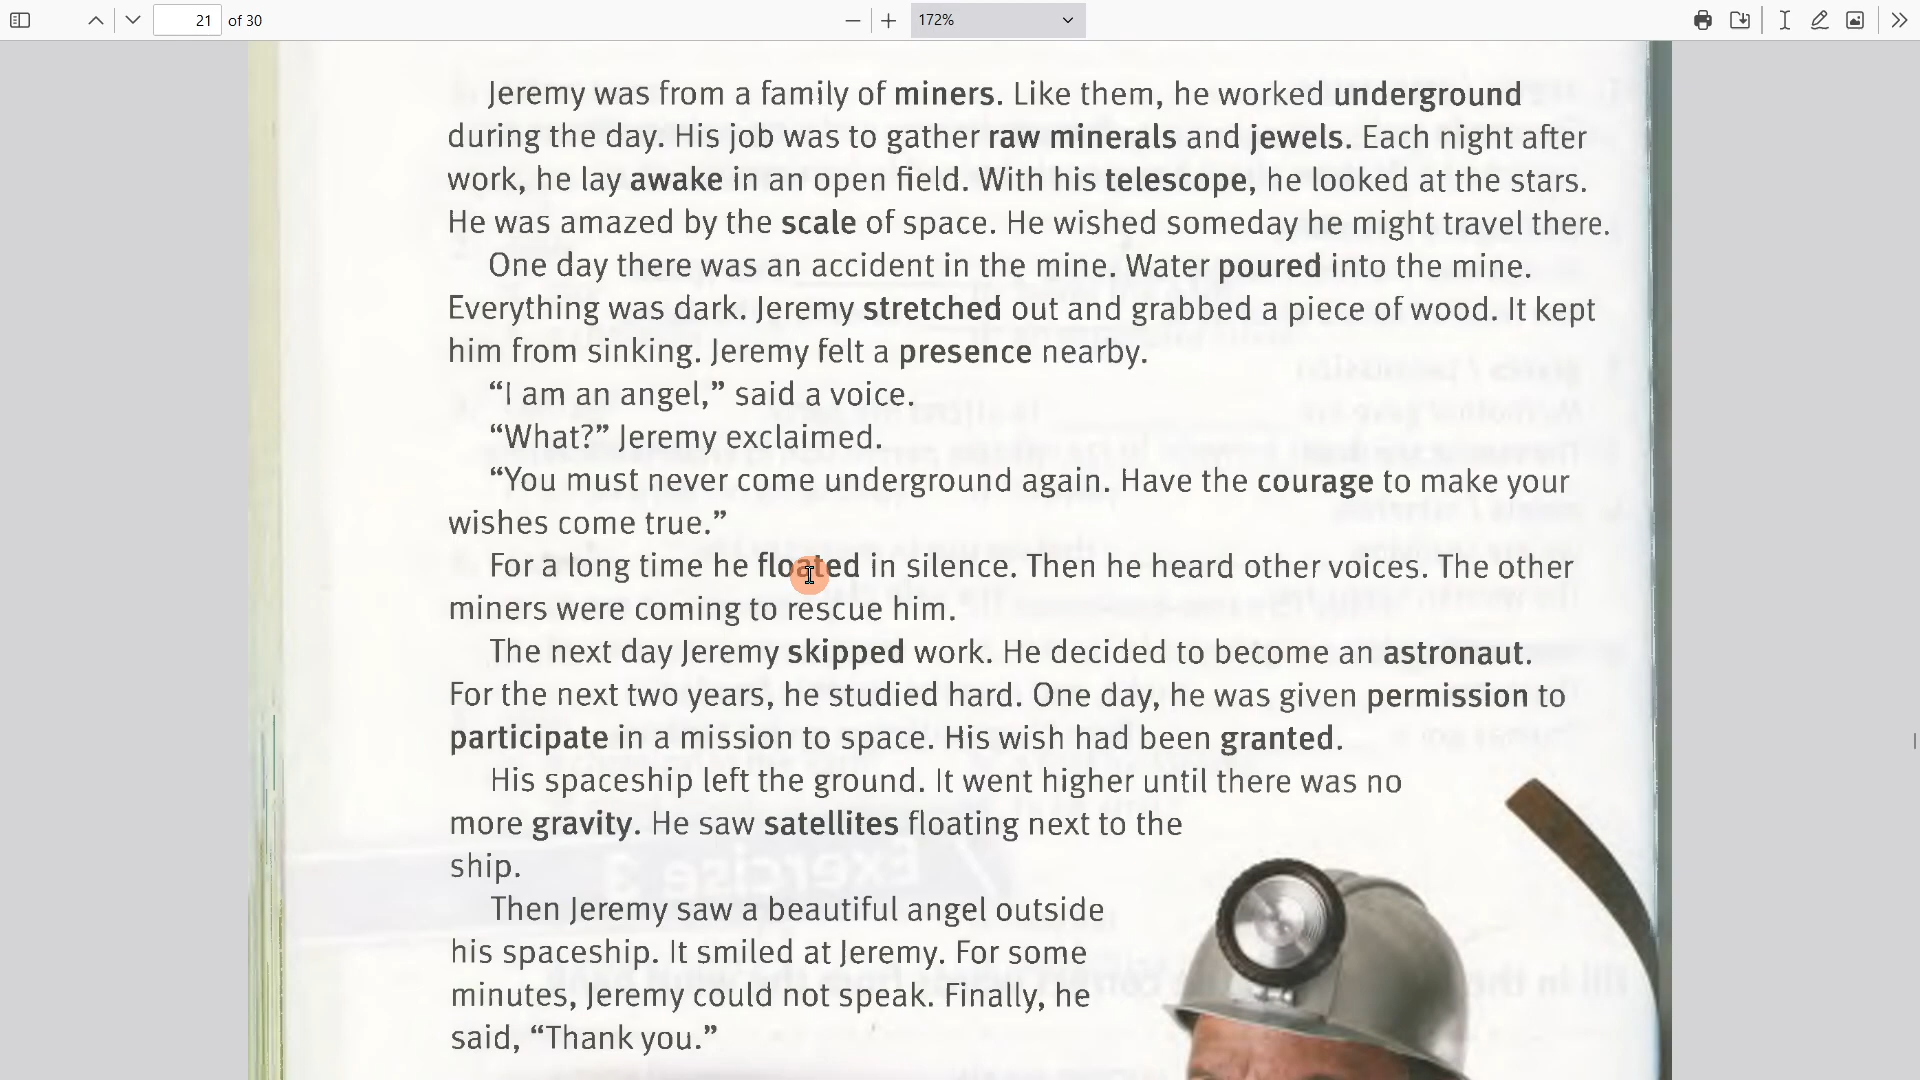 21 of 30
172%
Jeremy was from a family of miners. Like them, he worked underground
during the day. His job was to gather raw minerals and jewels. Each night after
work, he lay awake in an open field. With his telescope, he looked at the stars.
He was amazed by the scale of space. He wished someday he might travel there.
One day there was an accident in the mine. Water poured into the mine.
Everything was dark. Jeremy stretched out and grabbed a piece of wood. It kept
him from sinking. Jeremy felt a presence nearby.
“I am an angel,” said a voice.
“What?” Jeremy exclaimed.
“You must never come underground again. Have the courage to make your
wishes come true.”
For a long time he floated in silence. Then he heard other voices. The other
miners were coming to rescue him.
The next day Jeremy skipped work. He decided to become an astronaut.
For the next two years, he studied hard. One day, he was given permission to
participate in a mission to space. His wish had been granted.
His spaceship left the ground. It went higher until there was no
more gravity. He saw satellites floating next to the
ship.
Then Jeremy saw a beautiful angel outside
his spaceship. It smiled at Jeremy. For some
minutes, Jeremy could not speak. Finally, he
said, “Thank you.”